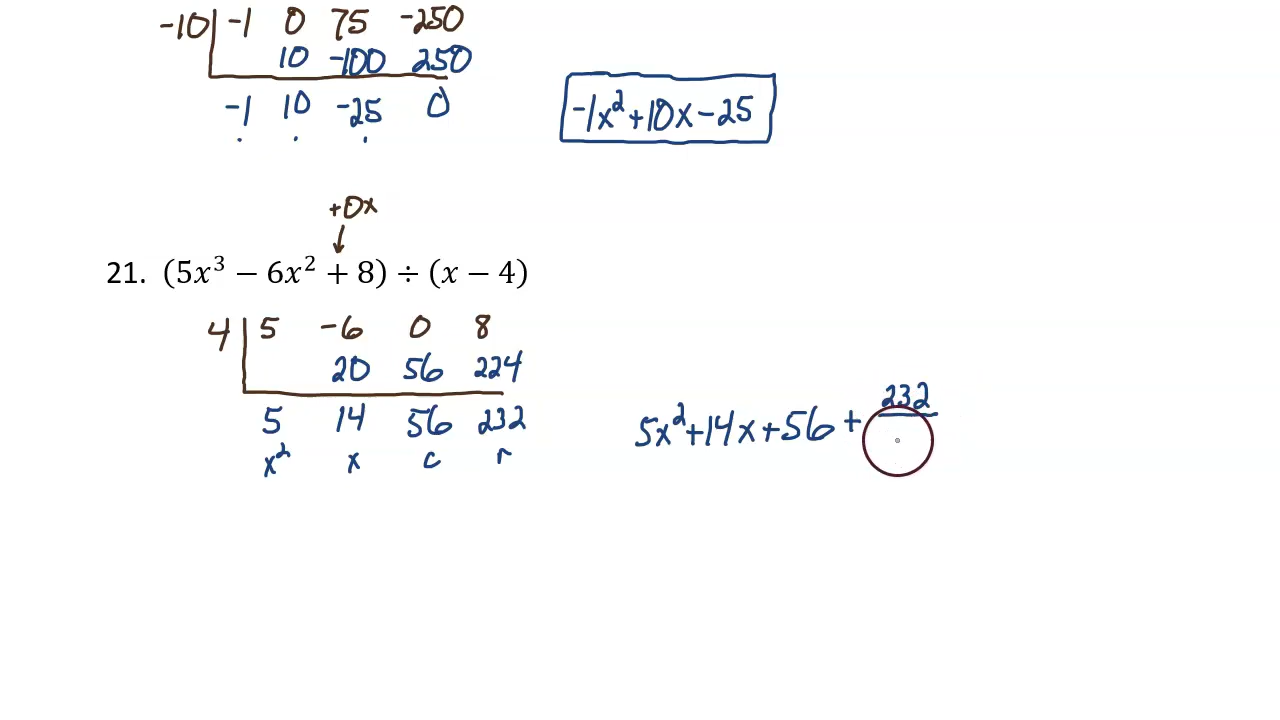 -10 | -1 0 75 -250
10 -100 250
-1 10 -25 0
-1x² + 10x - 25
+0x
↓
21. (5x³ − 6x² + 8) ÷ (x − 4)
4 | 5 -6 0 8
20 56 224
5 14 56 232
x² x c r
5x² + 14x + 56 + 232/